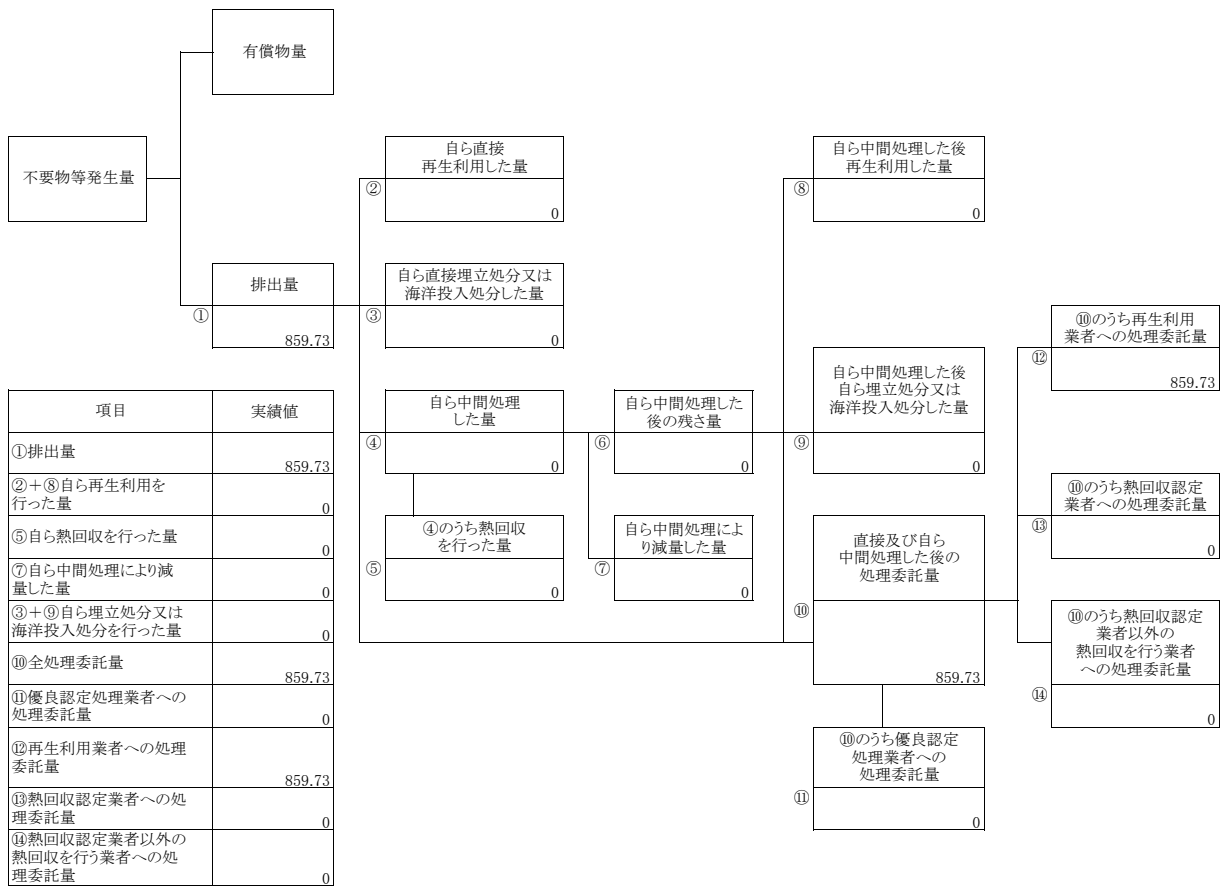 有償物量
不要物等発生量
排出量
①
859.73
自ら直接
再生利用した量
②
0
自ら直接埋立処分又は
海洋投入処分した量
③
0
自ら中間処理
した量
④
0
④のうち熱回収
を行った量
⑤
0
自ら中間処理した
後の残さ量
⑥
0
自ら中間処理によ
り減量した量
⑦
0
自ら中間処理した後
再生利用した量
⑧
0
自ら中間処理した後
自ら埋立処分又は
海洋投入処分した量
⑨
0
直接及び自ら
中間処理した後の
処理委託量
⑩
859.73
⑩のうち優良認定
処理業者への
処理委託量
⑪
0
⑩のうち再生利用
業者への処理委託量
⑫
859.73
⑩のうち熱回収認定
業者への処理委託量
⑬
0
⑩のうち熱回収認定
業者以外の
熱回収を行う業者
への処理委託量
⑭
0
項目 実績値
①排出量
859.73
②+⑧自ら再生利用を
行った量
0
⑤自ら熱回収を行った量
0
⑦自ら中間処理により減
量した量
0
③+⑨自ら埋立処分又は
海洋投入処分を行った量
0
⑩全処理委託量
859.73
⑪優良認定処理業者への
処理委託量
0
⑫再生利用業者への処理
委託量
859.73
⑬熱回収認定業者への処
理委託量
0
⑭熱回収認定業者以外の
熱回収を行う業者への処
理委託量
0